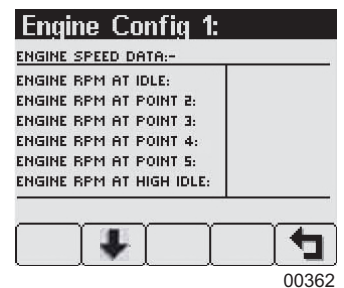 Engine Config 1:
ENGINE SPEED DATA:-
ENGINE RPM AT IDLE:
ENGINE RPM AT POINT 2:
ENGINE RPM AT POINT 3:
ENGINE RPM AT POINT 4:
ENGINE RPM AT POINT 5:
ENGINE RPM AT HIGH IDLE:
00362